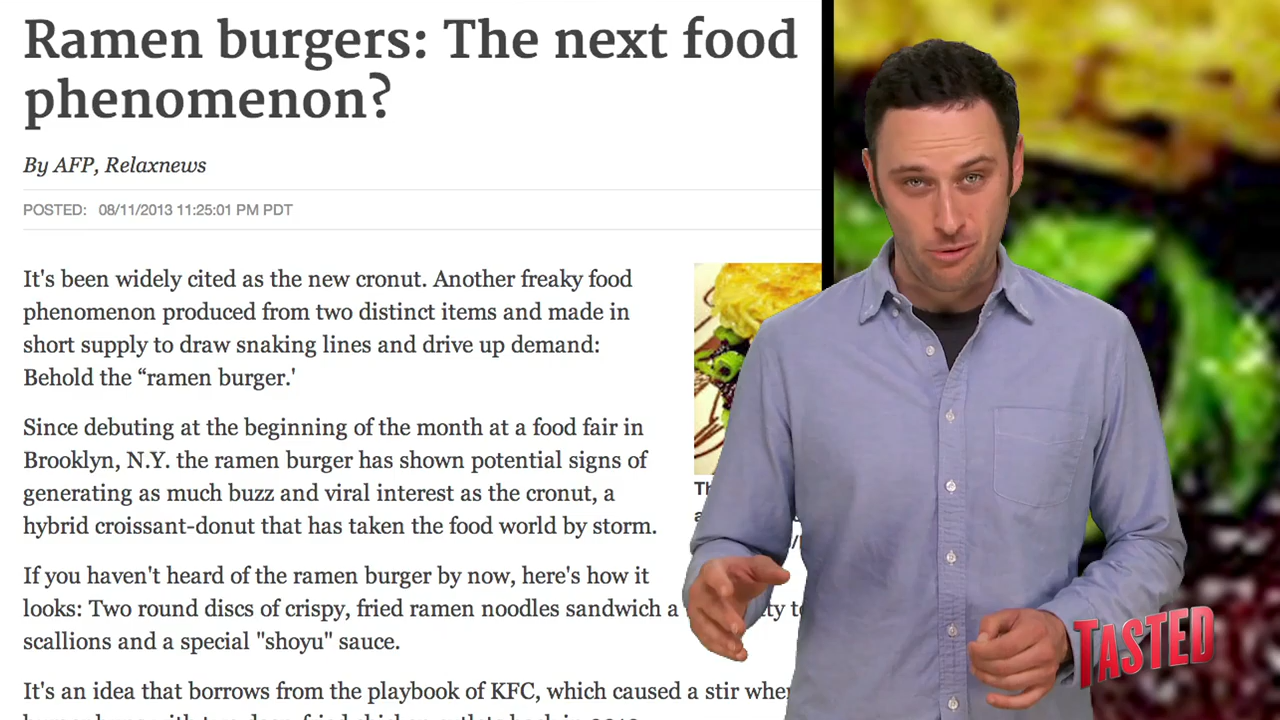 Ramen burgers: The next food
phenomenon?
By AFP, Relaxnews
POSTED: 08/11/2013 11:25:01 PM PDT
It's been widely cited as the new cronut. Another freaky food
phenomenon produced from two distinct items and made in
short supply to draw snaking lines and drive up demand:
Behold the “ramen burger.'
Since debuting at the beginning of the month at a food fair in
Brooklyn, N.Y. the ramen burger has shown potential signs of
generating as much buzz and viral interest as the cronut, a
hybrid croissant-donut that has taken the food world by storm.
If you haven't heard of the ramen burger by now, here's how it
looks: Two round discs of crispy, fried ramen noodles sandwich a
scallions and a special "shoyu" sauce.
It's an idea that borrows from the playbook of KFC, which caused a stir
TASTED